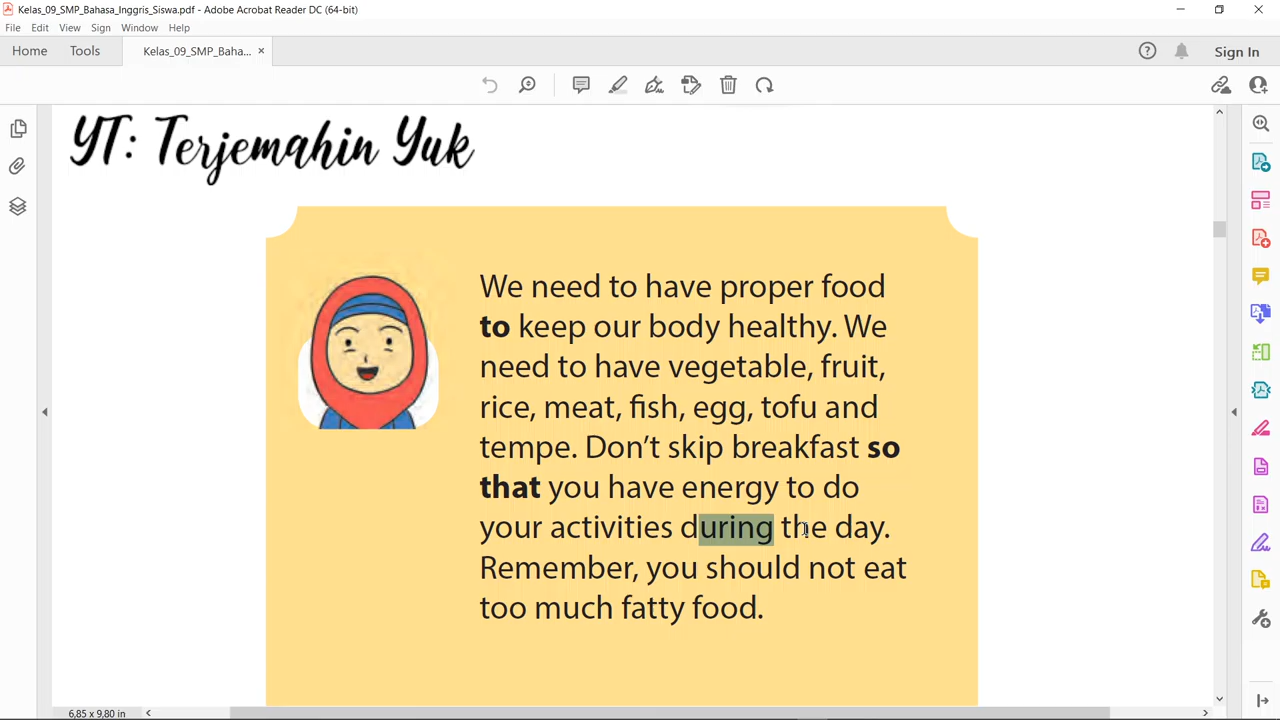 Kelas_09_SMP_Bahasa_Inggris_Siswa.pdf - Adobe Acrobat Reader DC (64-bit)
File Edit View Sign Window Help
Home Tools Kelas_09_SMP_Baha... × Sign In
YT: Terjemahin Yuk
We need to have proper food
to keep our body healthy. We
need to have vegetable, fruit,
rice, meat, fish, egg, tofu and
tempe. Don’t skip breakfast so
that you have energy to do
your activities during the day.
Remember, you should not eat
too much fatty food.
6,85 x 9,80 in